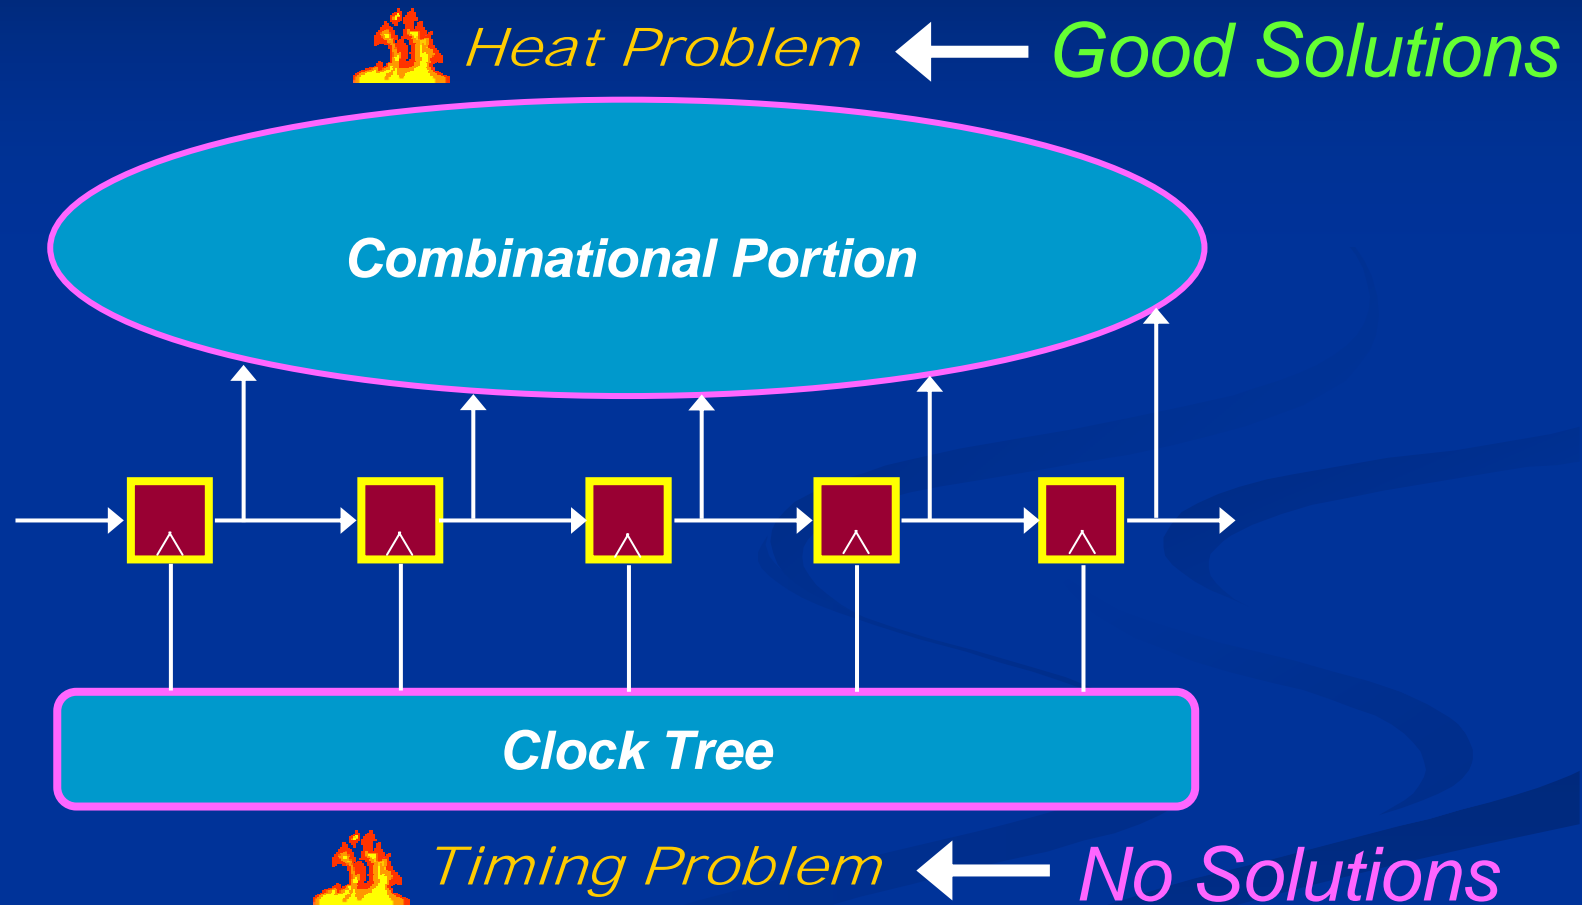 Heat Problem Good Solutions
Combinational Portion
Clock Tree
Timing Problem No Solutions